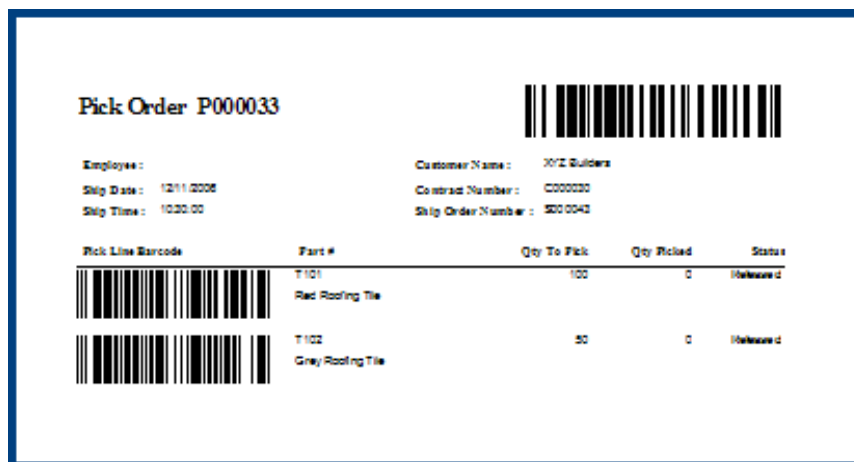 Pick Order P000033
Employee :
Customer Name : XYZ Builders
Ship Date : 12/11/2006
Contract Number : C000030
Ship Time : 10:30:00
Ship Order Number : S000043
Pick Line Barcode Part # Qty To Pick Qty Picked Status
T101 100 0 Released
Red Roofing Tile
T102 50 0 Released
Grey Roofing Tile